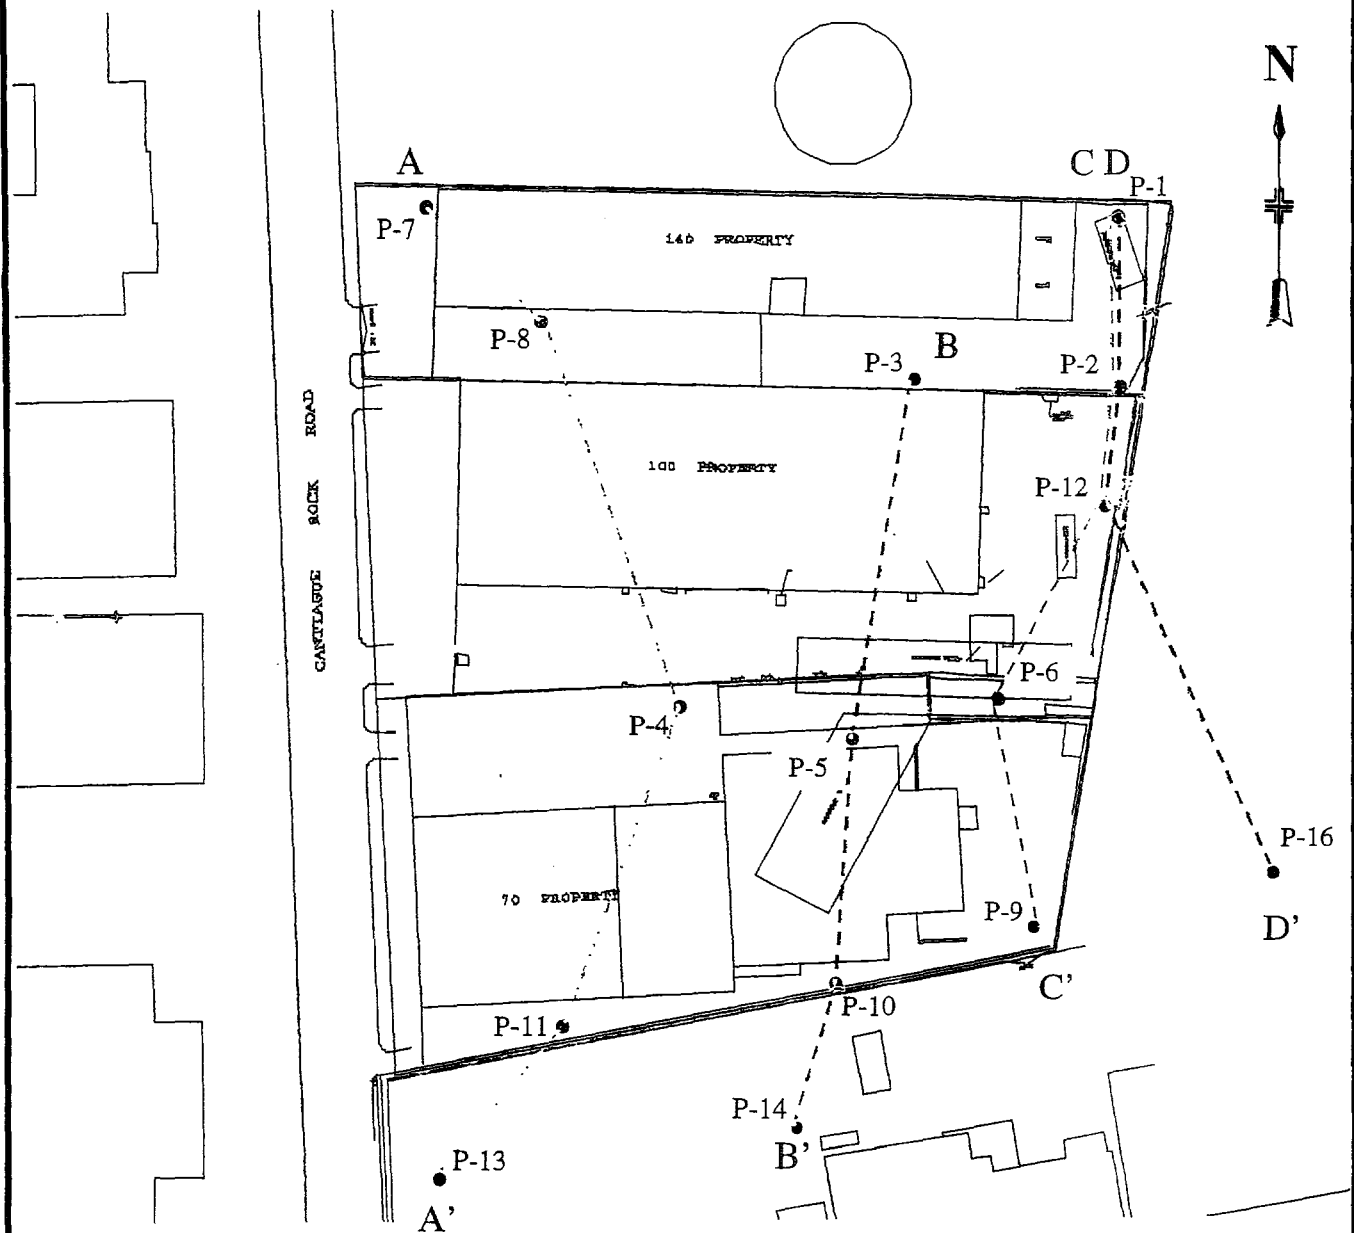 N
A
C D
P-1
P-7
140 PROPERTY
P-8
B
P-3
P-2
CANTIAGUE ROCK ROAD
100 PROPERTY
P-12
P-6
P-4
P-5
P-16
70 PROPERTY
P-9
D'
C'
P-10
P-11
P-14
B'
P-13
A'